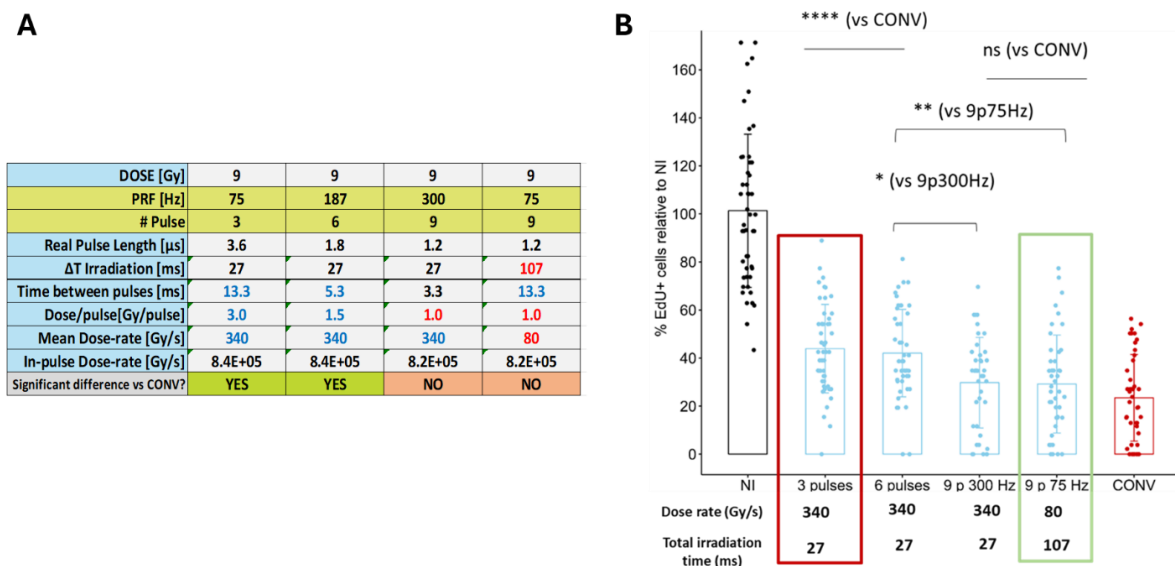 A
DOSE [Gy] 9 9 9 9
PRF [Hz] 75 187 300 75
# Pulse 3 6 9 9
Real Pulse Length [µs] 3.6 1.8 1.2 1.2
ΔT Irradiation [ms] 27 27 27 107
Time between pulses [ms] 13.3 5.3 3.3 13.3
Dose/pulse[Gy/pulse] 3.0 1.5 1.0 1.0
Mean Dose-rate [Gy/s] 340 340 340 80
In-pulse Dose-rate [Gy/s] 8.4E+05 8.4E+05 8.2E+05 8.2E+05
Significant difference vs CONV? YES YES NO NO
B
**** (vs CONV)
ns (vs CONV)
** (vs 9p75Hz)
* (vs 9p300Hz)
% EdU+ cells relative to NI
160
140
120
100
80
60
40
20
0
NI 3 pulses 6 pulses 9 p 300 Hz 9 p 75 Hz CONV
Dose rate (Gy/s) 340 340 340 80
Total irradiation
time (ms) 27 27 27 107